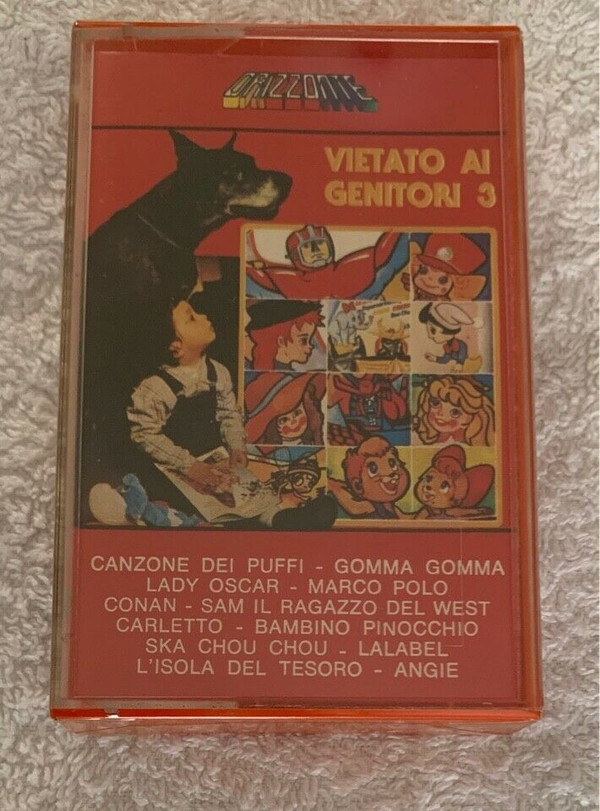 ORIZZONTE
VIETATO AI
GENITORI 3
CANZONE DEI PUFFI - GOMMA GOMMA
LADY OSCAR - MARCO POLO
CONAN - SAM IL RAGAZZO DEL WEST
CARLETTO - BAMBINO PINOCCHIO
SKA CHOU CHOU - LALABEL
L'ISOLA DEL TESORO - ANGIE